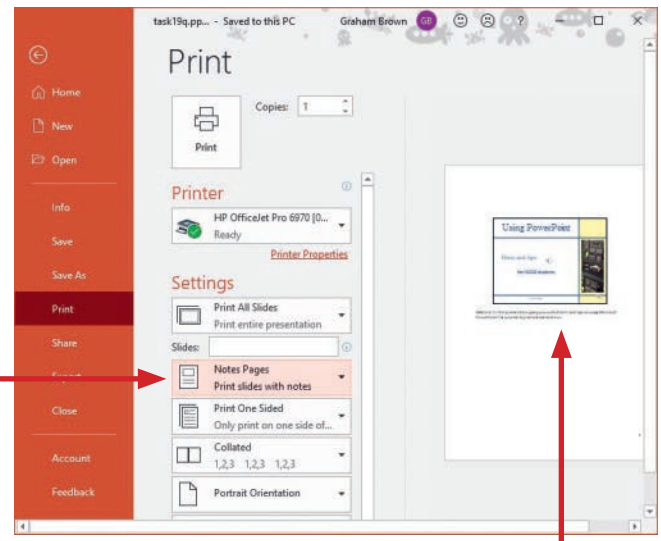 task19q.pp... - Saved to this PC
Graham Brown
GB
?
Print
Home
New
Open
Info
Save
Save As
Print
Share
Close
Account
Feedback
Copies: 1
Print
Printer
HP OfficeJet Pro 6970 [0...
Ready
Printer Properties
Settings
Print All Slides
Print entire presentation
Slides:
Notes Pages
Print slides with notes
Print One Sided
Only print on one side of...
Collated
1,2,3 1,2,3 1,2,3
Portrait Orientation
Using PowerPoint